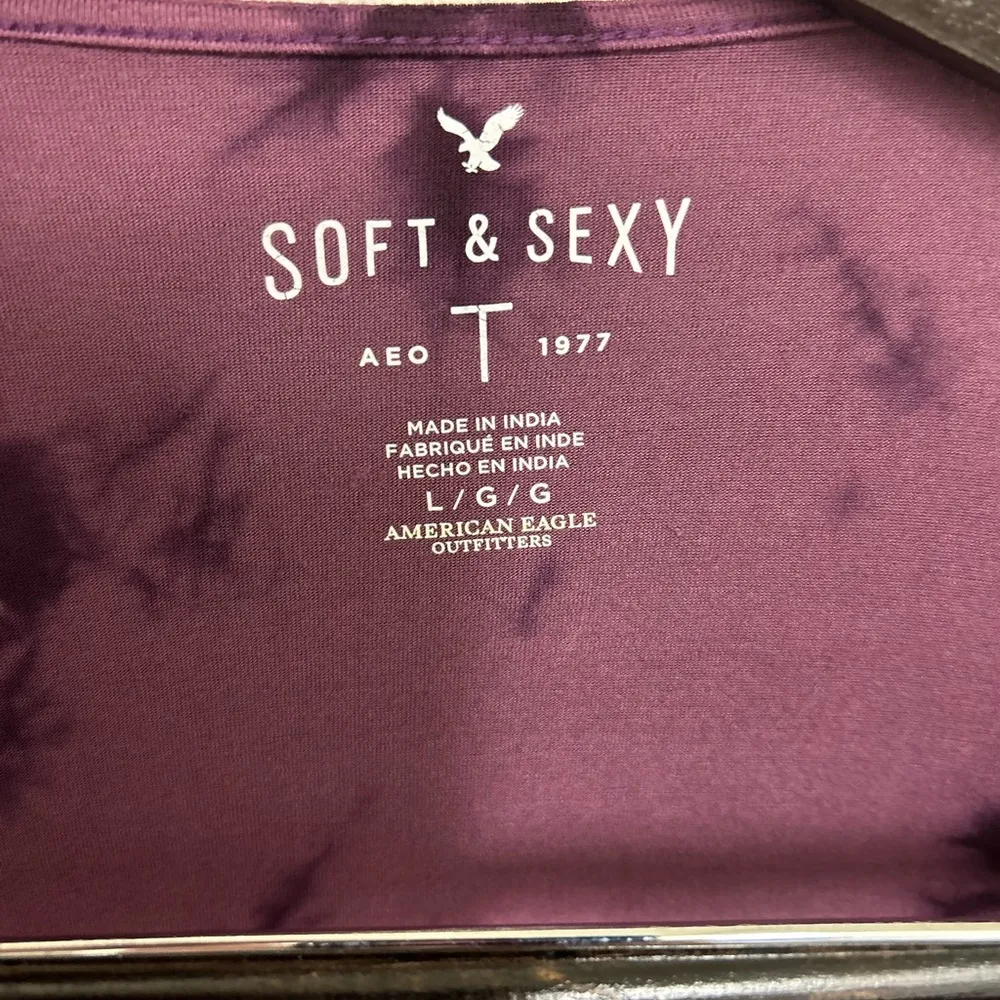 SOFT & SEXY
T
AEO 1977
MADE IN INDIA
FABRIQUÉ EN INDE
HECHO EN INDIA
L / G / G
AMERICAN EAGLE
OUTFITTERS